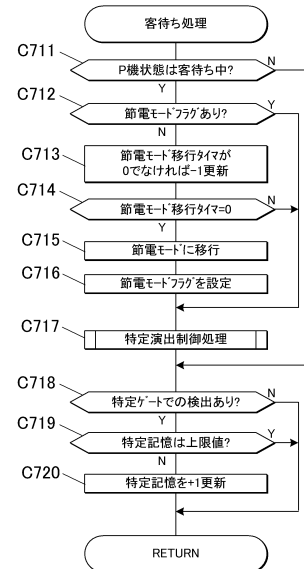 客待ち処理
C711
P機状態は客待ち中?
N
Y
C712
節電モードフラグあり?
Y
N
C713
節電モード移行タイマが
0でなければ-1更新
C714
節電モード移行タイマ=0
N
Y
C715
節電モードに移行
C716
節電モードフラグを設定
C717
特定演出制御処理
C718
特定ゲートでの検出あり?
N
Y
C719
特定記憶は上限値?
Y
N
C720
特定記憶を+1更新
RETURN